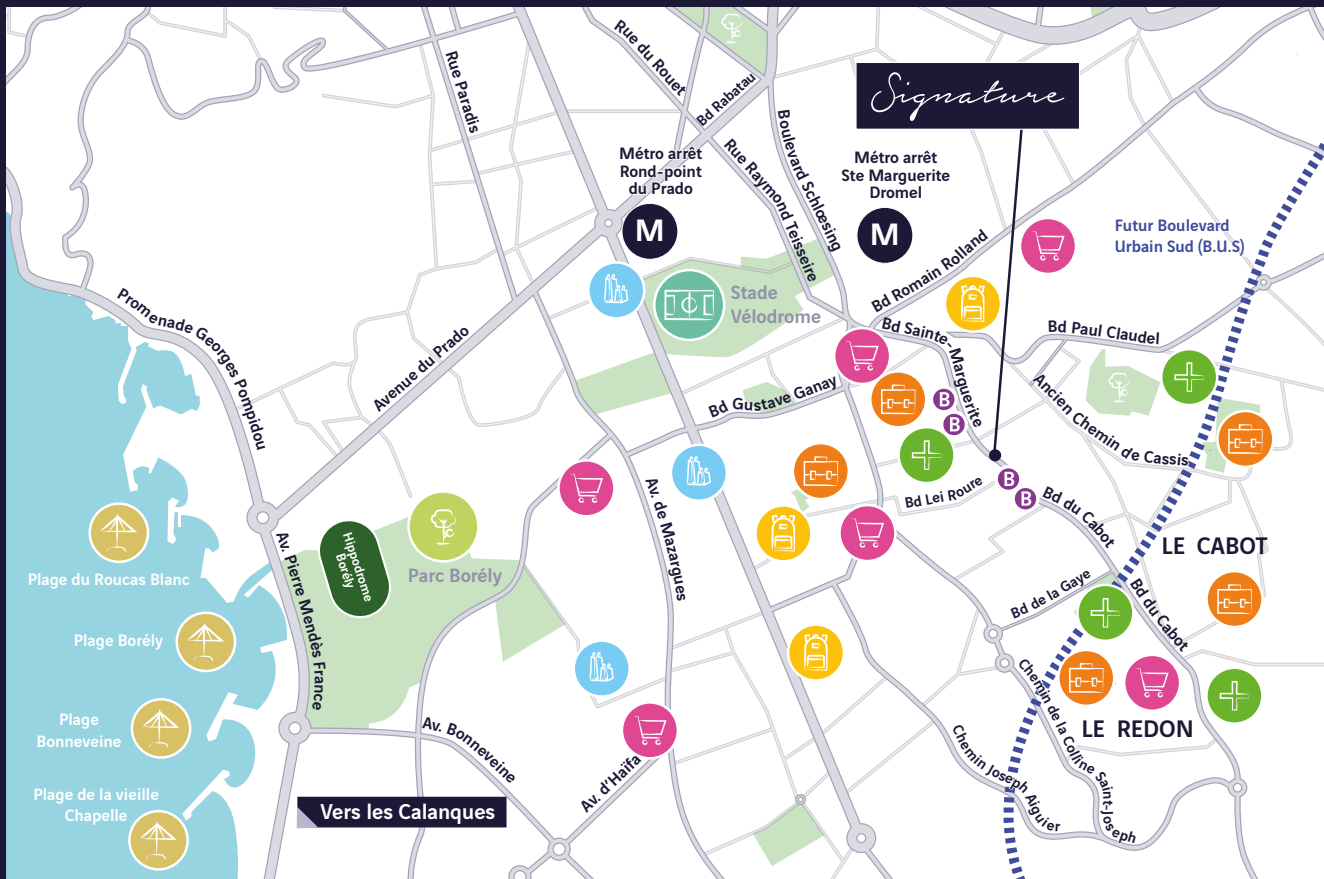 Rue du Rouet
Rue Paradis
Bd Rabatau
Signature
Boulevard Schlœsing
Rue Raymond Teisseire
Métro arrêt
Rond-point
du Prado
M
Métro arrêt
Ste Marguerite
Dromel
M
Futur Boulevard
Urbain Sud (B.U.S)
Bd Romain Rolland
Promenade Georges Pompidou
Stade
Vélodrome
Avenue du Prado
Bd Sainte-Marguerite
Bd Paul Claudel
Bd Gustave Ganay
Ancien Chemin de Cassis
B
B
Av. de Mazargues
Bd Lei Roure
B
B
Bd du Cabot
LE CABOT
Hippodrome
Borély
Parc Borély
Plage du Roucas Blanc
Av. Pierre Mendès France
Bd de la Gaye
Bd du Cabot
Plage Borély
Plage
Bonneveine
Av. Bonneveine
Av. d'Haïfa
Chemin de la Colline Saint-Joseph
LE REDON
Chemin Joseph Aiguier
Plage de la vieille
Chapelle
Vers les Calanques